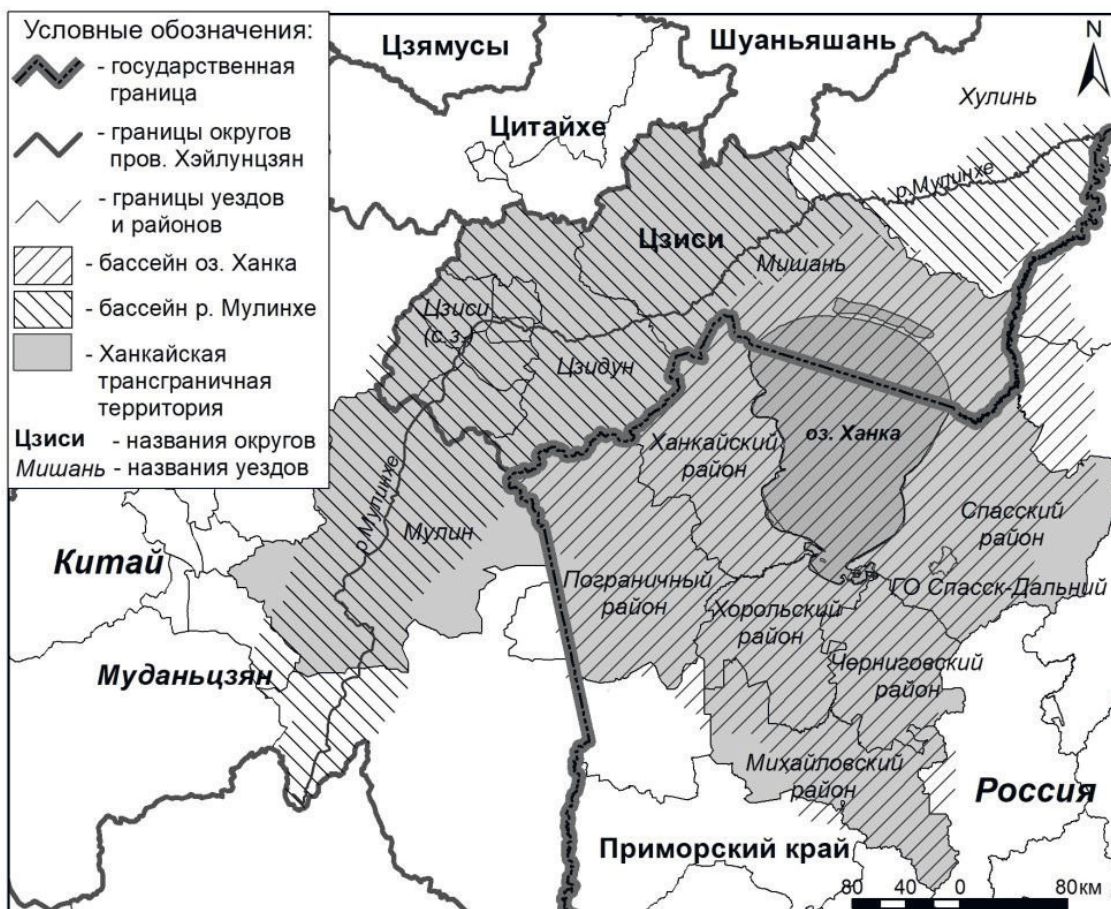 Условные обозначения:
- государственная
граница
- границы округов
пров. Хэйлунцзян
- границы уездов
и районов
- бассейн оз. Ханка
- бассейн р. Мулинхе
- Ханкайская
трансграничная
территория
Цзиси - названия округов
Мишань - названия уездов
Цзямусы
Шуаньяшань
N
Хулинь
Цитайхе
р.Мулинхе
Цзиси
Мишань
Цзиси
(с.з.)
Цзидун
Ханкайский
район
оз. Ханка
р.Мулинхе
Мулин
Спасский
район
Китай
Пограничный
район
ГО Спасск-Дальний
Хорольский
район
Муданьцзян
Черниговский
район
Михайловский
район
Россия
Приморский край
80 40 0 80 км